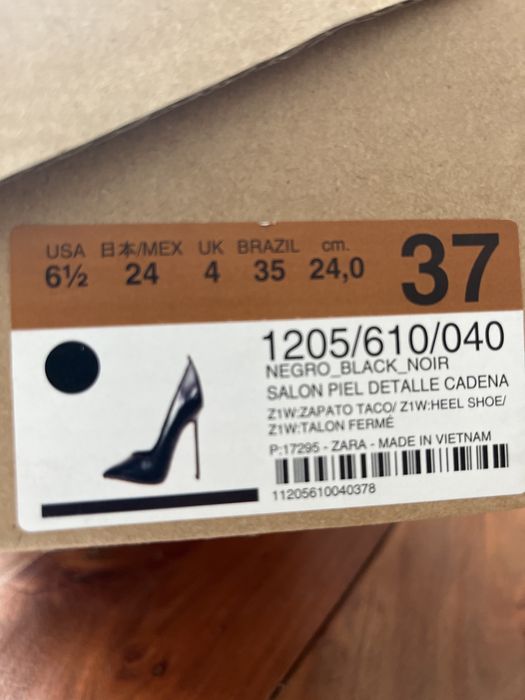 USA 日本/MEX UK BRAZIL cm.
6½ 24 4 35 24,0
37
1205/610/040
NEGRO_BLACK_NOIR
SALON PIEL DETALLE CADENA
Z1W:ZAPATO TACO/ Z1W:HEEL SHOE/
Z1W:TALON FERMÉ
P:17295 - ZARA - MADE IN VIETNAM
11205610040378